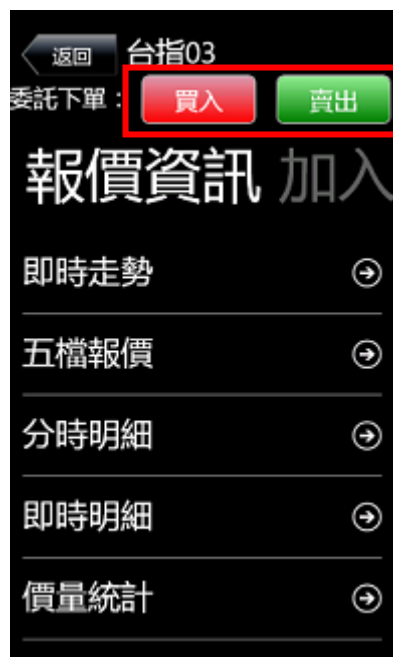 返回 台指03
委託下單： 買入 賣出
報價資訊 加入
即時走勢
五檔報價
分時明細
即時明細
價量統計